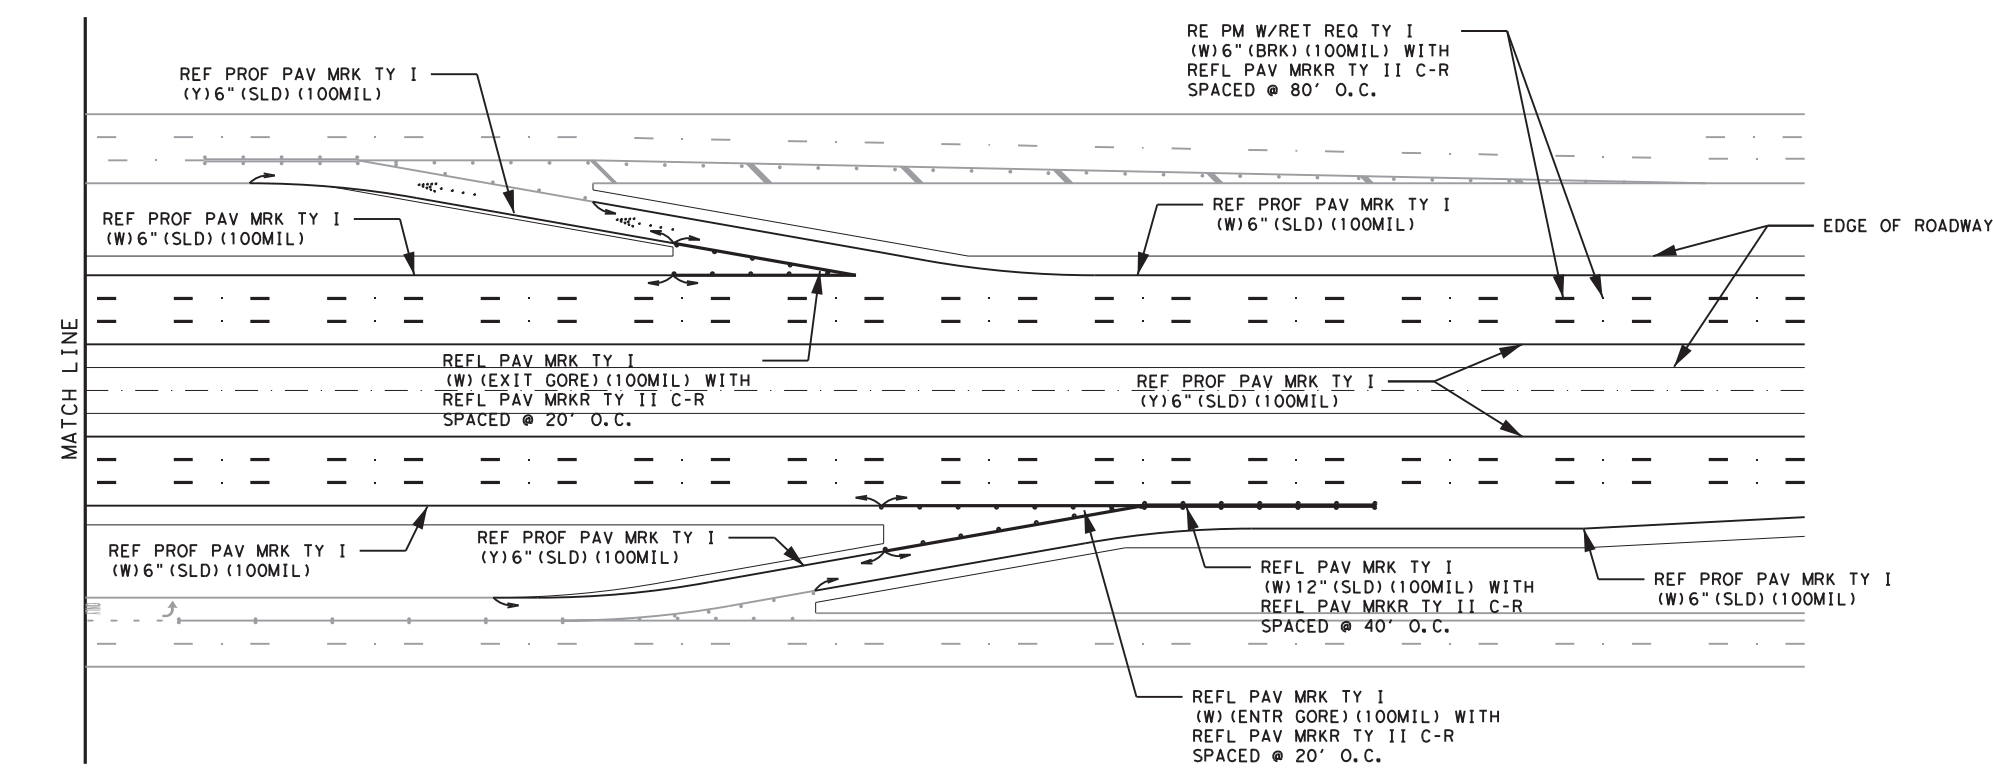 RE PM W/RET REQ TY I
(W)6"(BRK)(100MIL) WITH
REFL PAV MRKR TY II C-R
SPACED @ 80' O.C.
REF PROF PAV MRK TY I
(Y)6"(SLD)(100MIL)
REF PROF PAV MRK TY I
(W)6"(SLD)(100MIL)
REF PROF PAV MRK TY I
(W)6"(SLD)(100MIL)
EDGE OF ROADWAY
MATCH LINE
REFL PAV MRK TY I
(W)(EXIT GORE)(100MIL) WITH
REFL PAV MRKR TY II C-R
SPACED @ 20' O.C.
REF PROF PAV MRK TY I
(Y)6"(SLD)(100MIL)
REF PROF PAV MRK TY I
(W)6"(SLD)(100MIL)
REF PROF PAV MRK TY I
(Y)6"(SLD)(100MIL)
REFL PAV MRK TY I
(W)12"(SLD)(100MIL) WITH
REFL PAV MRKR TY II C-R
SPACED @ 40' O.C.
REF PROF PAV MRK TY I
(W)6"(SLD)(100MIL)
REFL PAV MRK TY I
(W)(ENTR GORE)(100MIL) WITH
REFL PAV MRKR TY II C-R
SPACED @ 20' O.C.